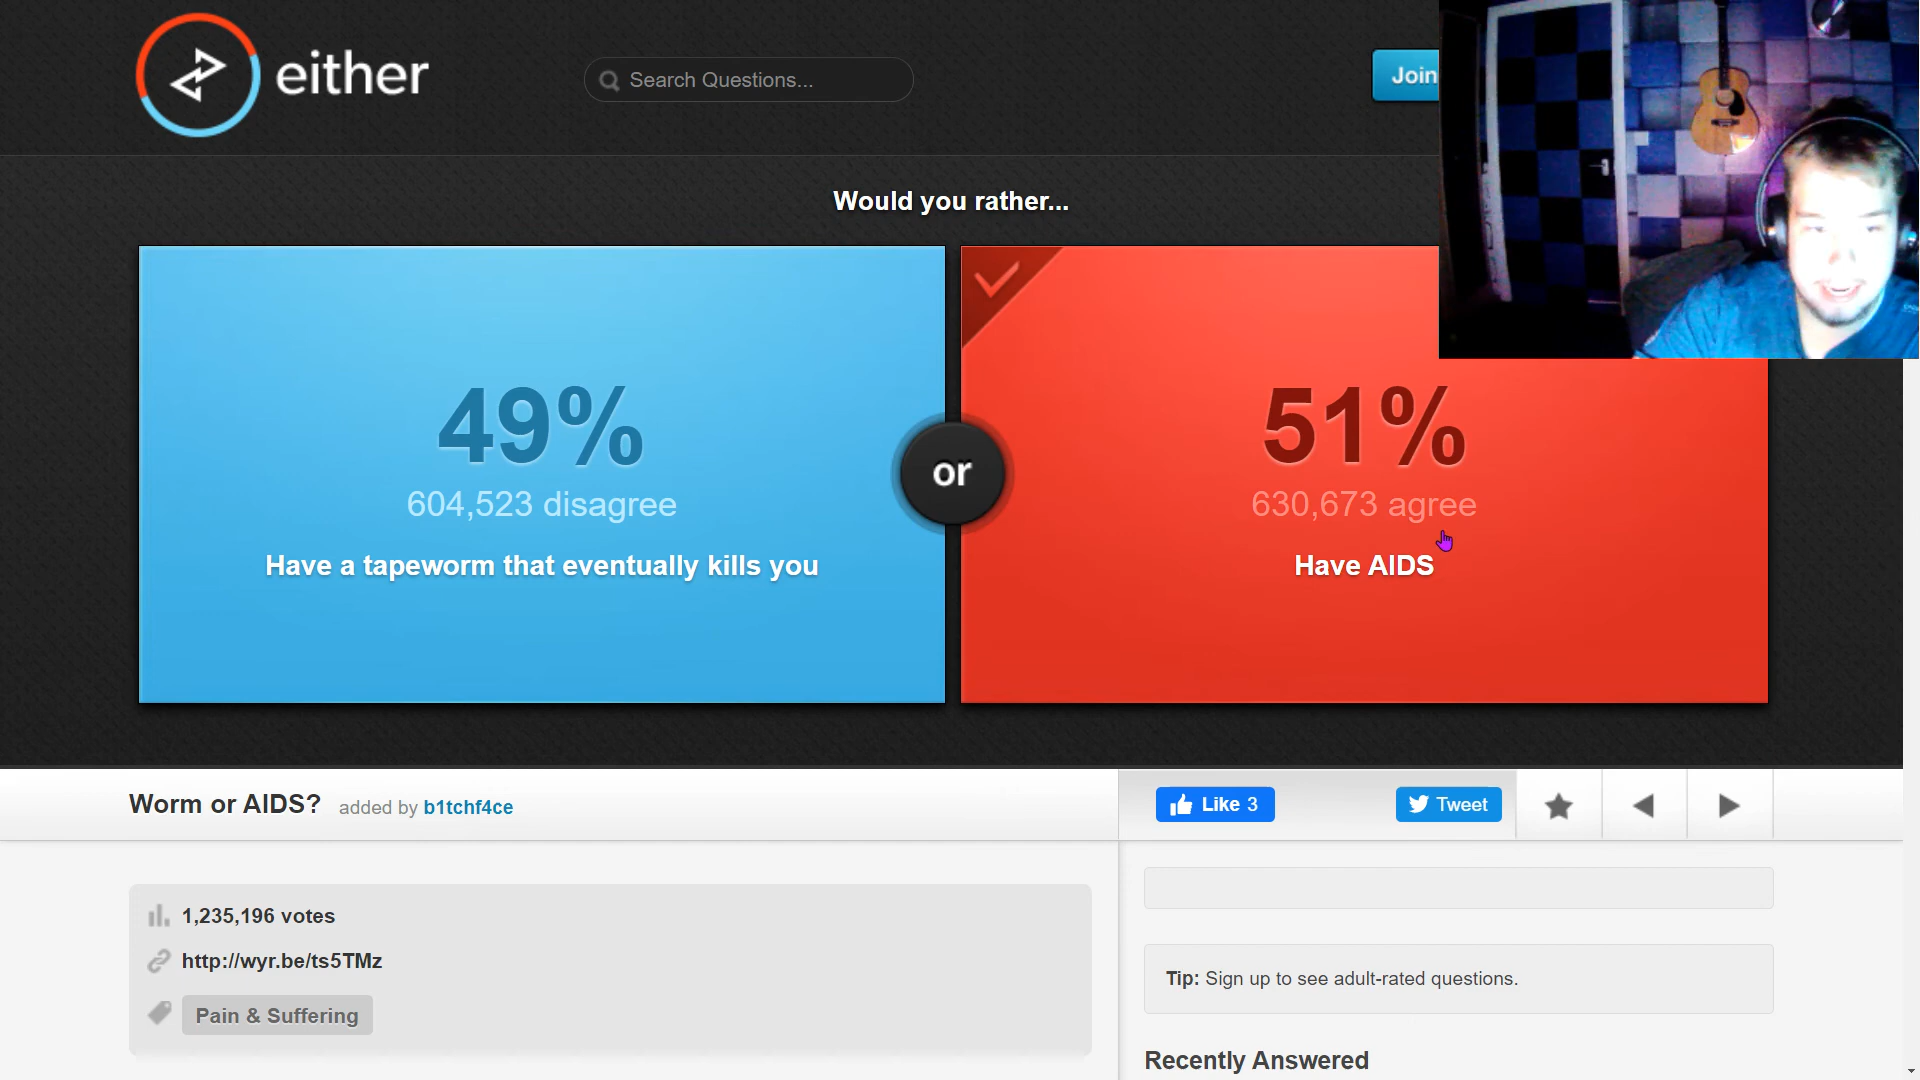 either
Search Questions...
Join
Would you rather...
49%
604,523 disagree
Have a tapeworm that eventually kills you
or
51%
630,673 agree
Have AIDS
Worm or AIDS? added by b1tchf4ce
Like 3
Tweet
1,235,196 votes
http://wyr.be/ts5TMz
Pain & Suffering
Tip: Sign up to see adult-rated questions.
Recently Answered